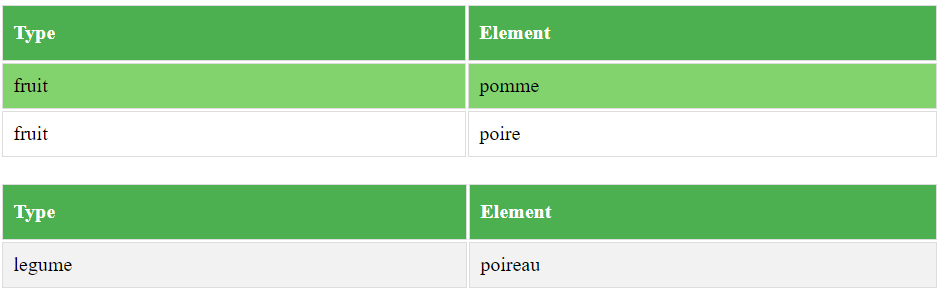 Type Element
fruit pomme
fruit poire
Type Element
legume poireau